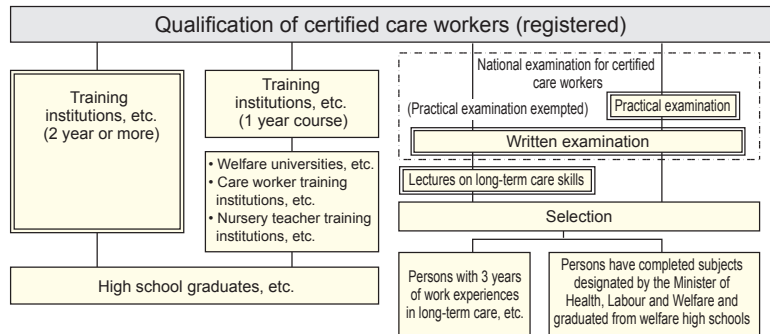 Qualification of certified care workers (registered)
Training
institutions, etc.
(2 year or more)
Training
institutions, etc.
(1 year course)
• Welfare universities, etc.
• Care worker training
institutions, etc.
• Nursery teacher training
institutions, etc.
High school graduates, etc.
National examination for certified
care workers
(Practical examination exempted)
Practical examination
Written examination
Lectures on long-term care skills
Selection
Persons with 3 years
of work experiences
in long-term care, etc.
Persons have completed subjects
designated by the Minister of
Health, Labour and Welfare and
graduated from welfare high schools